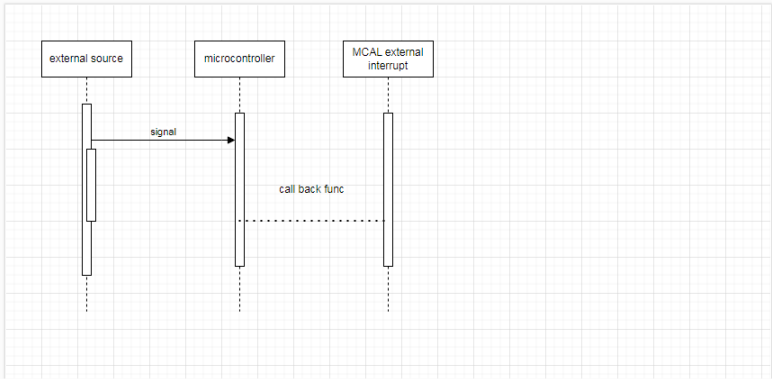 external source
microcontroller
MCAL external
interrupt
signal
call back func